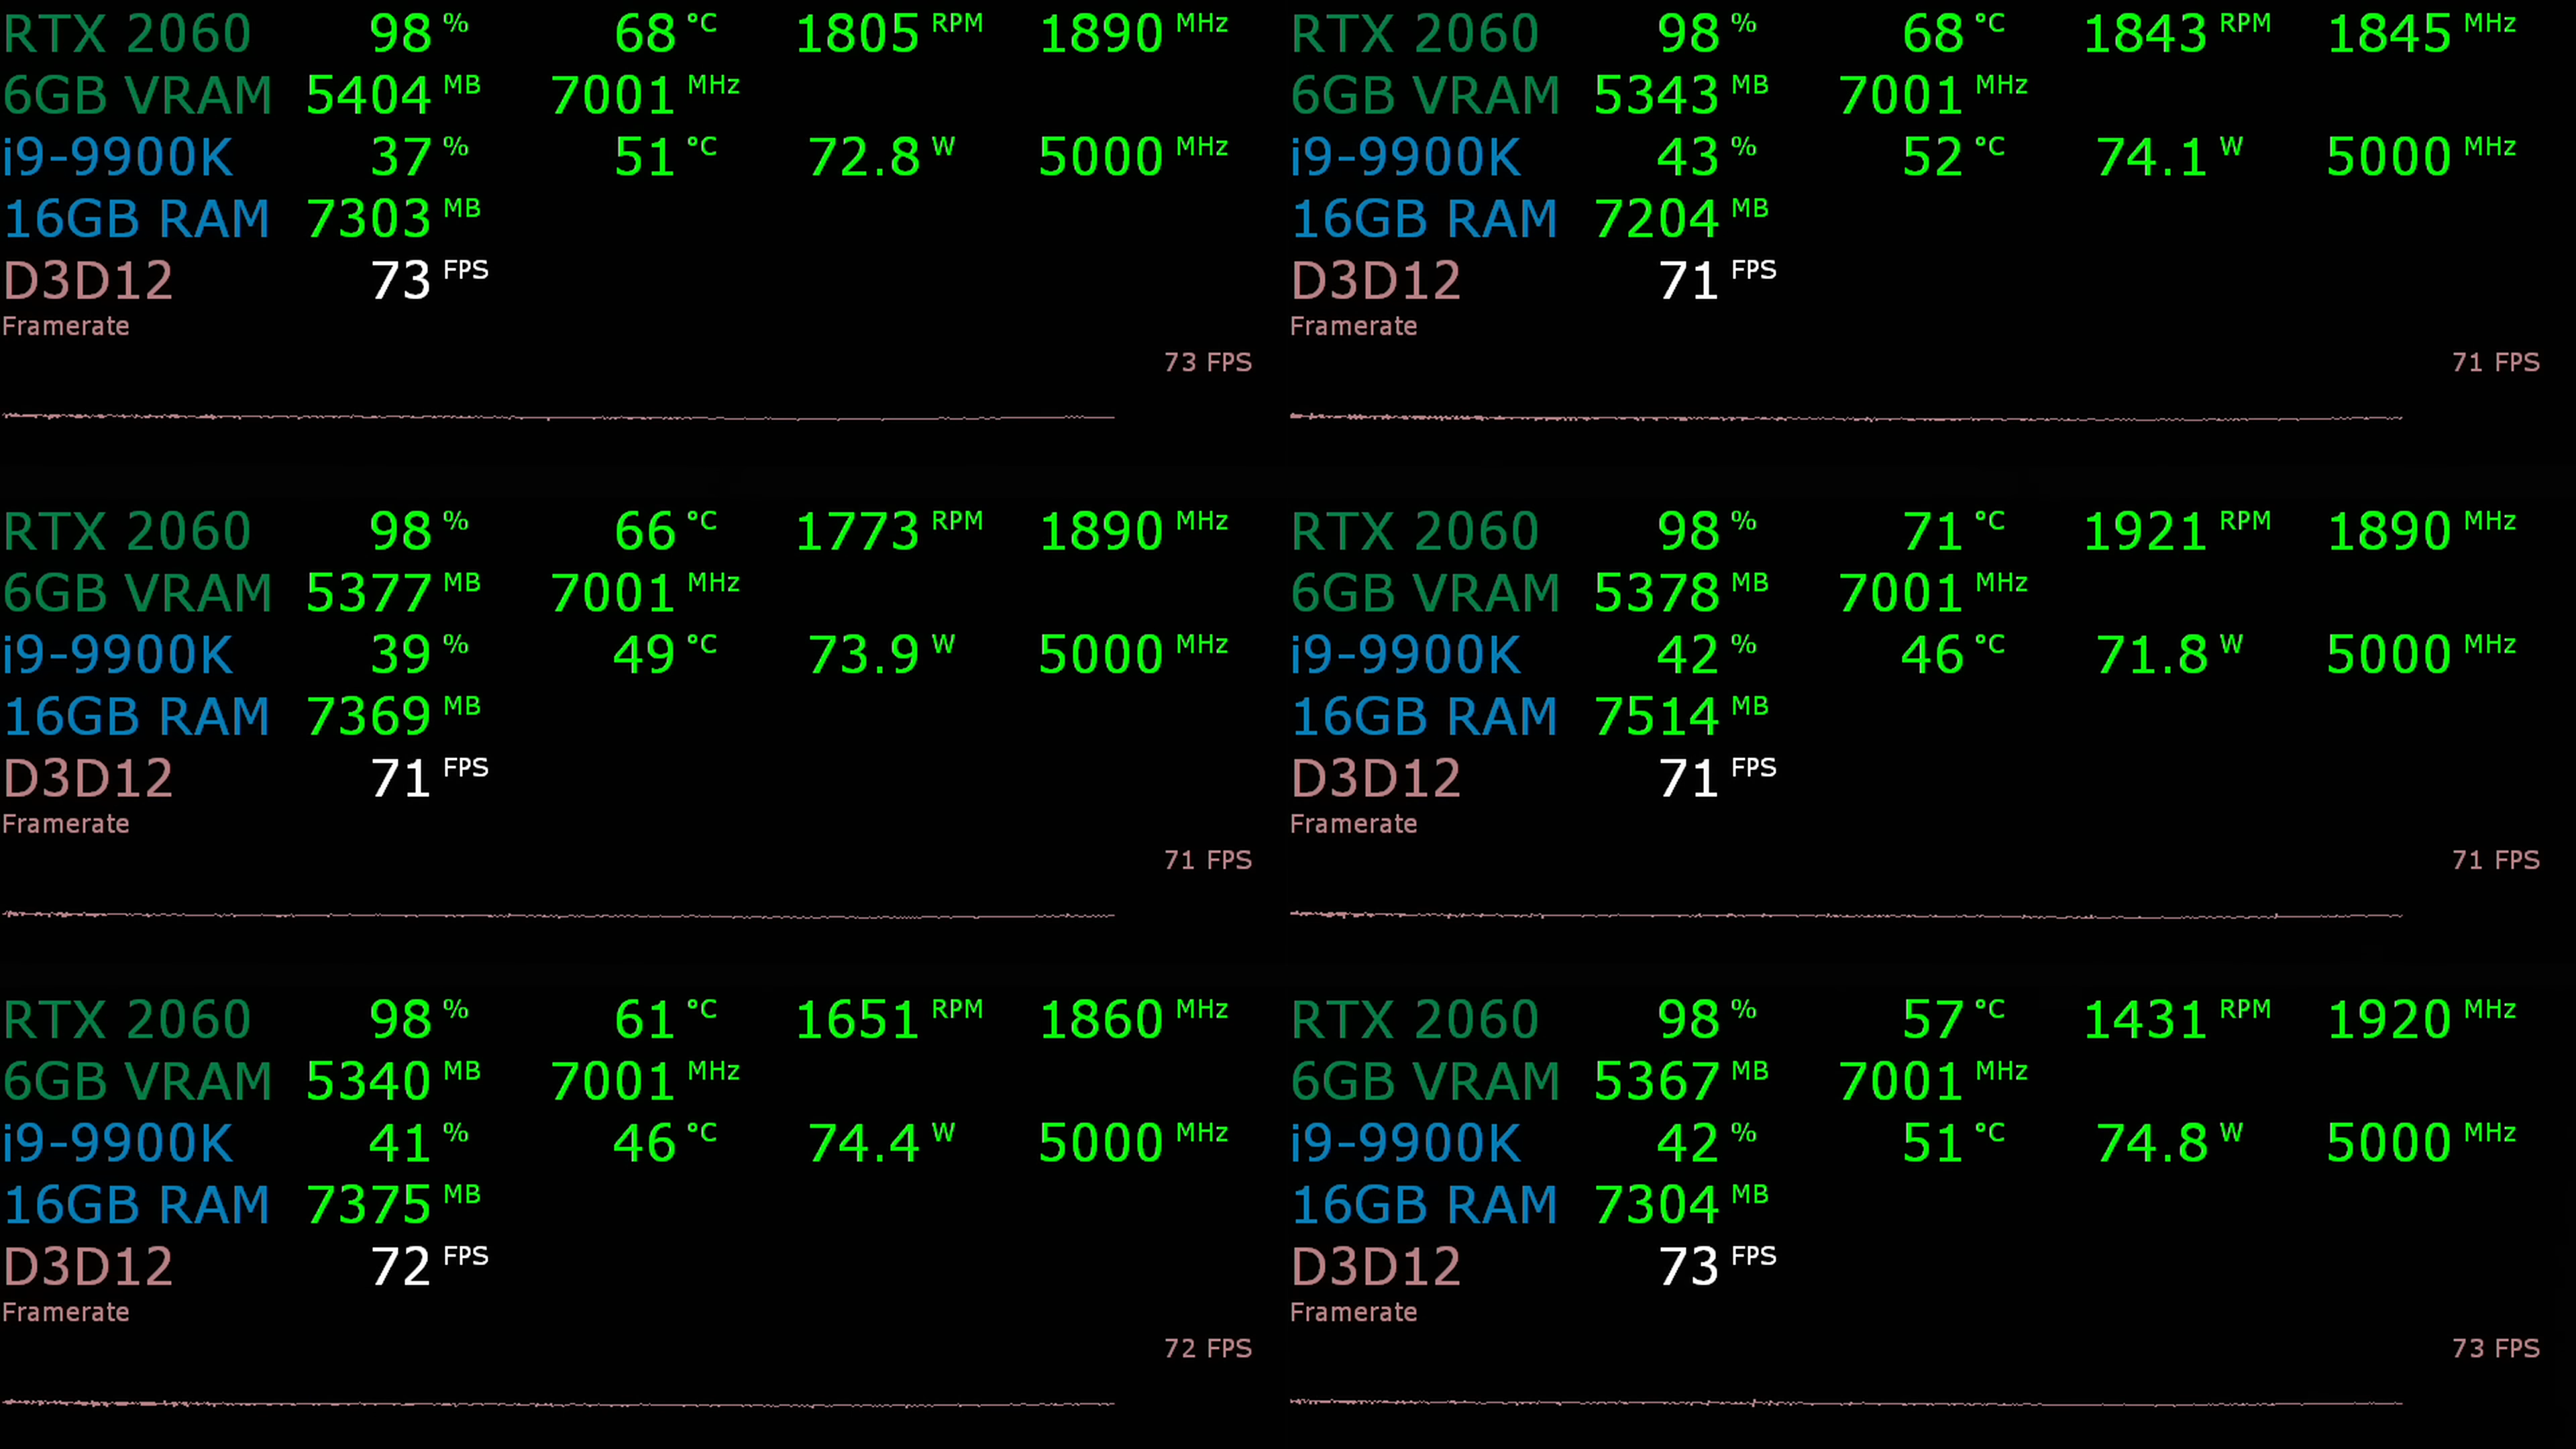 RTX 2060 98 % 68 °C 1805 RPM 1890 MHz
6GB VRAM 5404 MB 7001 MHz
i9-9900K 37 % 51 °C 72.8 W 5000 MHz
16GB RAM 7303 MB
D3D12 73 FPS
Framerate
73 FPS
RTX 2060 98 % 68 °C 1843 RPM 1845 MHz
6GB VRAM 5343 MB 7001 MHz
i9-9900K 43 % 52 °C 74.1 W 5000 MHz
16GB RAM 7204 MB
D3D12 71 FPS
Framerate
71 FPS
RTX 2060 98 % 66 °C 1773 RPM 1890 MHz
6GB VRAM 5377 MB 7001 MHz
i9-9900K 39 % 49 °C 73.9 W 5000 MHz
16GB RAM 7369 MB
D3D12 71 FPS
Framerate
71 FPS
RTX 2060 98 % 71 °C 1921 RPM 1890 MHz
6GB VRAM 5378 MB 7001 MHz
i9-9900K 42 % 46 °C 71.8 W 5000 MHz
16GB RAM 7514 MB
D3D12 71 FPS
Framerate
71 FPS
RTX 2060 98 % 61 °C 1651 RPM 1860 MHz
6GB VRAM 5340 MB 7001 MHz
i9-9900K 41 % 46 °C 74.4 W 5000 MHz
16GB RAM 7375 MB
D3D12 72 FPS
Framerate
72 FPS
RTX 2060 98 % 57 °C 1431 RPM 1920 MHz
6GB VRAM 5367 MB 7001 MHz
i9-9900K 42 % 51 °C 74.8 W 5000 MHz
16GB RAM 7304 MB
D3D12 73 FPS
Framerate
73 FPS